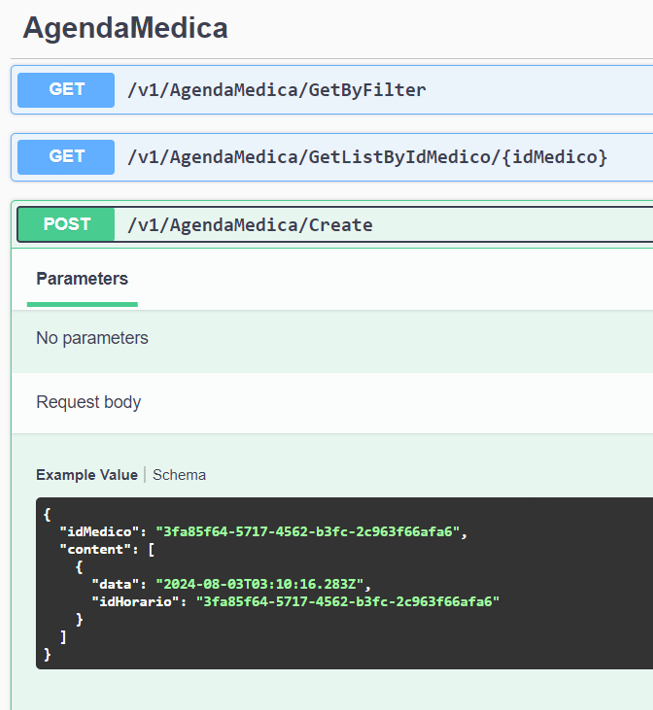 AgendaMedica
GET /v1/AgendaMedica/GetByFilter
GET /v1/AgendaMedica/GetListByIdMedico/{idMedico}
POST /v1/AgendaMedica/Create
Parameters
No parameters
Request body
Example Value | Schema
{
  "idMedico": "3fa85f64-5717-4562-b3fc-2c963f66afa6",
  "content": [
    {
      "data": "2024-08-03T03:10:16.283Z",
      "idHorario": "3fa85f64-5717-4562-b3fc-2c963f66afa6"
    }
  ]
}